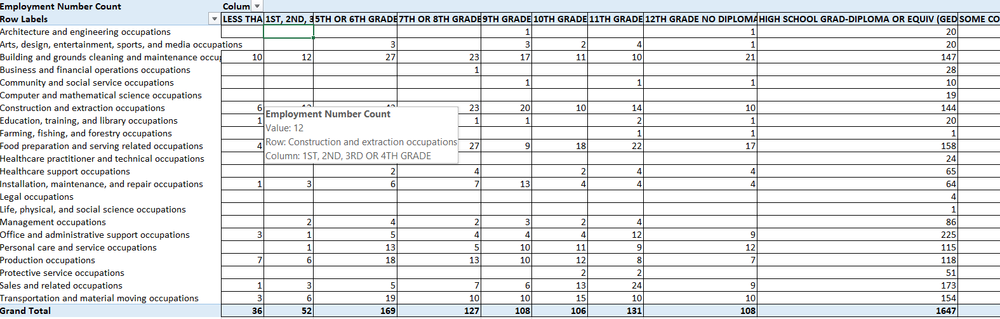 Employment Number Count Colum
Row Labels LESS THA 1ST, 2ND, 3 5TH OR 6TH GRADE 7TH OR 8TH GRADE 9TH GRADE 10TH GRADE 11TH GRADE 12TH GRADE NO DIPLOMA HIGH SCHOOL GRAD-DIPLOMA OR EQUIV (GED SOME CO
Architecture and engineering occupations 1 1 20
Arts, design, entertainment, sports, and media occupations 3 3 2 4 1 20
Building and grounds cleaning and maintenance occup 10 12 27 23 17 11 10 21 147
Business and financial operations occupations 1 28
Community and social service occupations 1 1 1 10
Computer and mathematical science occupations 19
Construction and extraction occupations 6 23 20 10 14 10 144
Education, training, and library occupations 1 1 1 2 1 20
Farming, fishing, and forestry occupations 1 1 1
Food preparation and serving related occupations 4 27 9 18 22 17 158
Healthcare practitioner and technical occupations 24
Healthcare support occupations 2 4 2 4 4 65
Installation, maintenance, and repair occupations 1 3 6 7 13 4 4 4 64
Legal occupations 4
Life, physical, and social science occupations 1
Management occupations 2 4 2 3 2 4 86
Office and administrative support occupations 3 1 5 4 4 4 12 9 225
Personal care and service occupations 1 13 5 10 11 9 12 115
Production occupations 7 6 18 13 10 12 8 7 118
Protective service occupations 2 2 51
Sales and related occupations 1 3 5 7 6 13 24 9 173
Transportation and material moving occupations 3 6 19 10 10 15 10 10 154
Grand Total 36 52 169 127 108 106 131 108 1647
Employment Number Count
Value: 12
Row: Construction and extraction occupations
Column: 1ST, 2ND, 3RD OR 4TH GRADE